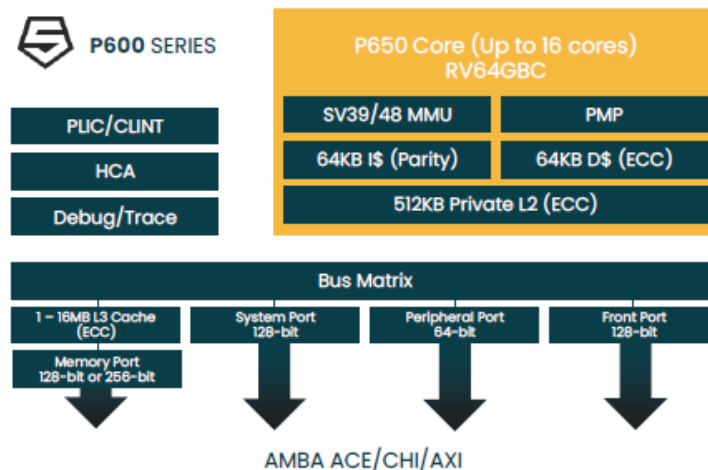 P600 SERIES
P650 Core (Up to 16 cores)
RV64GBC
SV39/48 MMU
PMP
64KB I$ (Parity)
64KB D$ (ECC)
512KB Private L2 (ECC)
PLIC/CLINT
HCA
Debug/Trace
Bus Matrix
1 – 16MB L3 Cache
(ECC)
System Port
128-bit
Peripheral Port
64-bit
Front Port
128-bit
Memory Port
128-bit or 256-bit
AMBA ACE/CHI/AXI